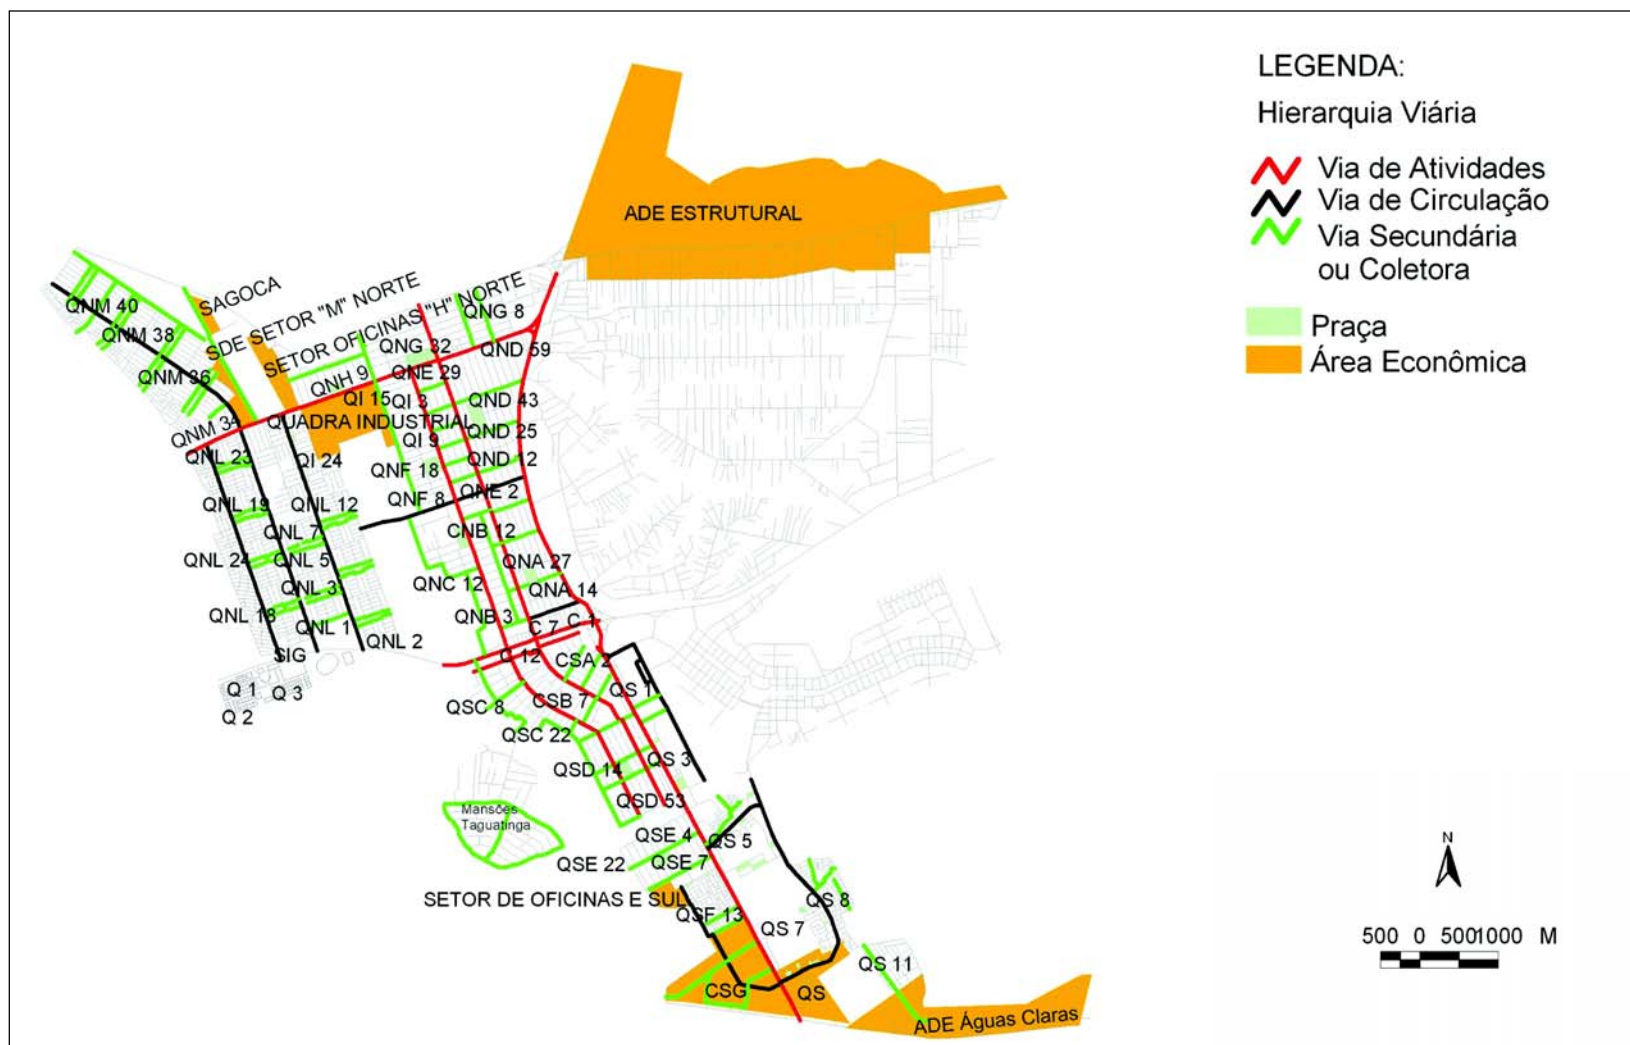 LEGENDA:
Hierarquia Viária
Via de Atividades
Via de Circulação
Via Secundária
ou Coletora
Praça
Área Econômica
ADE ESTRUTURAL
SAGOCA
SDE SETOR "M" NORTE
SETOR OFICINAS "H" NORTE
QNM 40
QNM 38
QNM 36
QNM 34
QNG 8
QNG 32
QND 59
QNH 9
QNE 29
QI 15
QI 3
QND 43
QUADRA INDUSTRIAL
QI 9
QND 25
QNL 23
QI 24
QNF 18
QND 12
QNL 19
QNL 12
QNF 8
QNE 2
QNL 7
CNB 12
QNL 24
QNL 5
QNA 27
QNL 3
QNC 12
QNA 14
QNL 18
QNL 1
QNL 2
QNB 3
C 7
C 1
SIG
C 12
CSA 2
Q 1
Q 3
Q 2
QSC 8
CSB 7
QS 1
QSC 22
QSD 14
QS 3
QSD 53
Mansões
Taguatinga
QSE 4
QS 5
QSE 22
QSE 7
SETOR DE OFICINAS E SUL
QSF 13
QS 8
QS 7
QS 11
CSG
QS
ADE Águas Claras
N
500 0 5001000 M